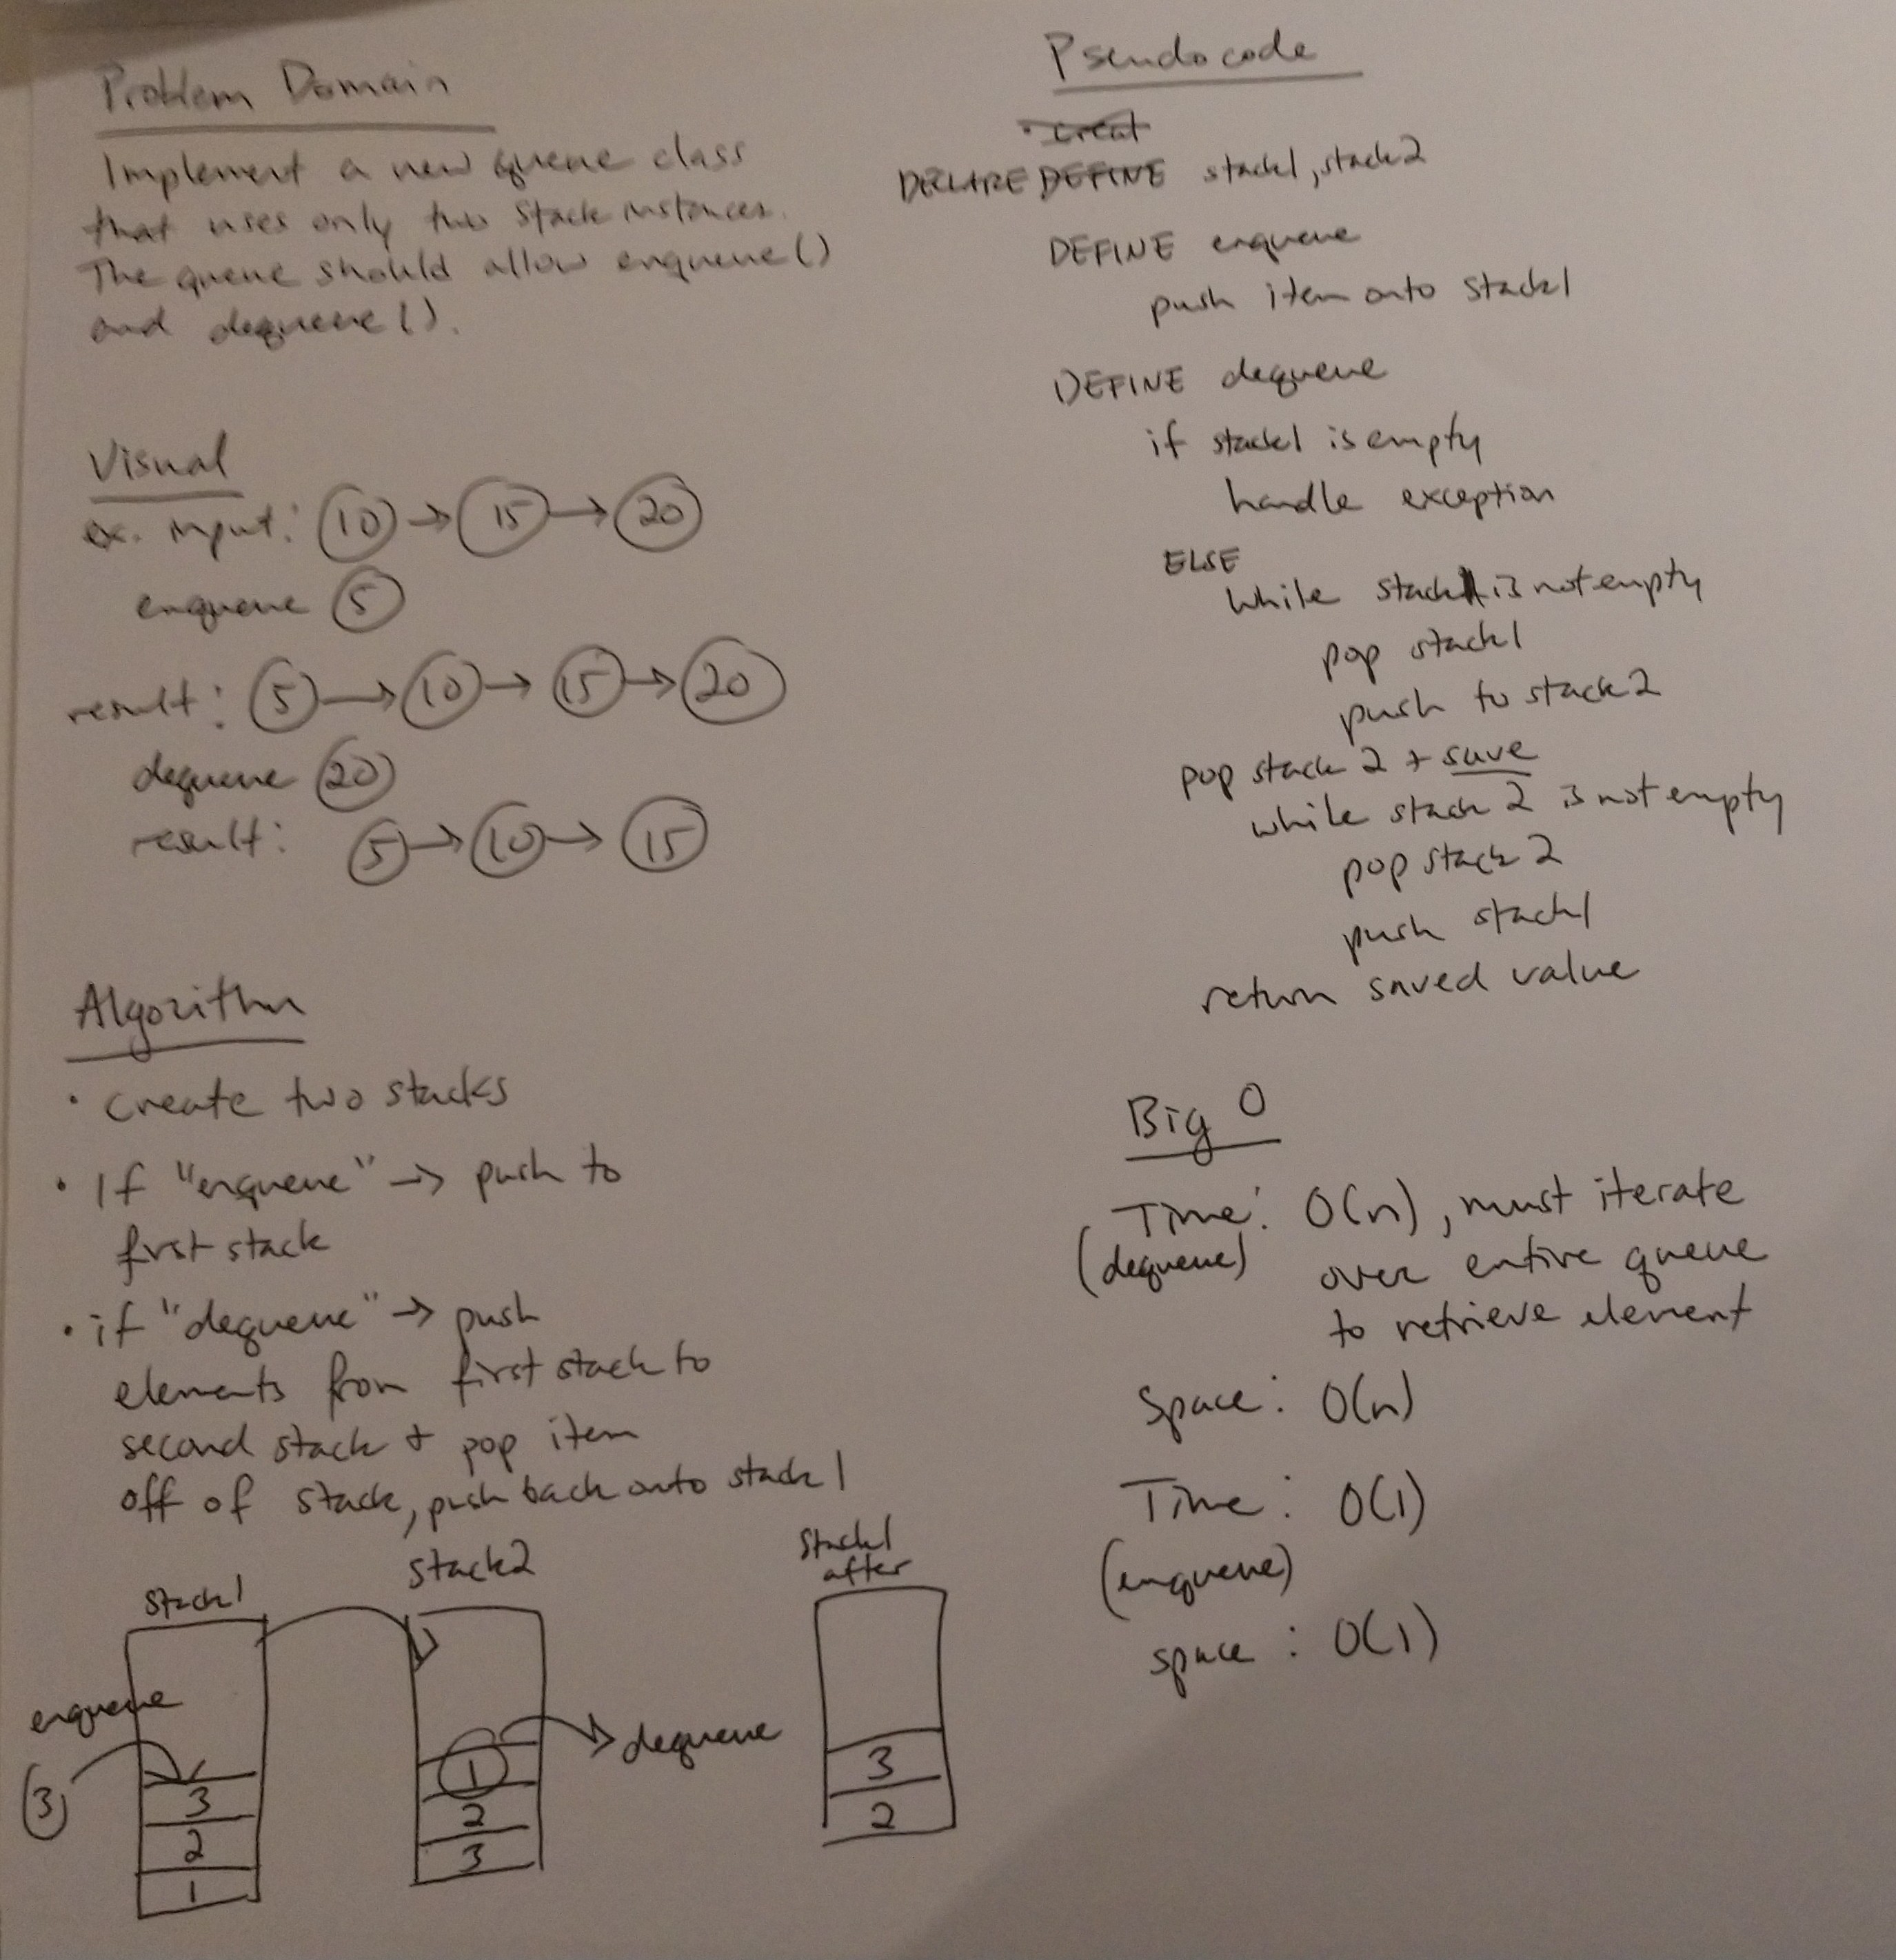 Problem Domain
Implement a new queue class
that uses only two stack instances.
The queue should allow enqueue()
and dequeue().
Visual
ex. input: 10 → 15 → 20
enqueue 5
result: 5 → 10 → 15 → 20
dequeue 20
result: 5 → 10 → 15
Algorithm
• create two stacks
• If "enqueue" → push to
first stack
• if "dequeue" → push
elements from first stack to
second stack + pop item
off of stack, push back onto stack1
stack1
enqueue
3
3
2
1
stack2
1
2
3
dequeue
stack1
after
3
2
Pseudocode
• creat
DECLARE DEFINE stack1, stack2
DEFINE enqueue
push item onto stack1
DEFINE dequeue
if stack1 is empty
handle exception
ELSE
while stack1 is not empty
pop stack1
push to stack2
pop stack 2 + save
while stack 2 is not empty
pop stack 2
push stack1
return saved value
Big O
Time: O(n), must iterate
(dequeue) over entire queue
to retrieve element
Space: O(n)
Time: O(1)
(enqueue)
space: O(1)